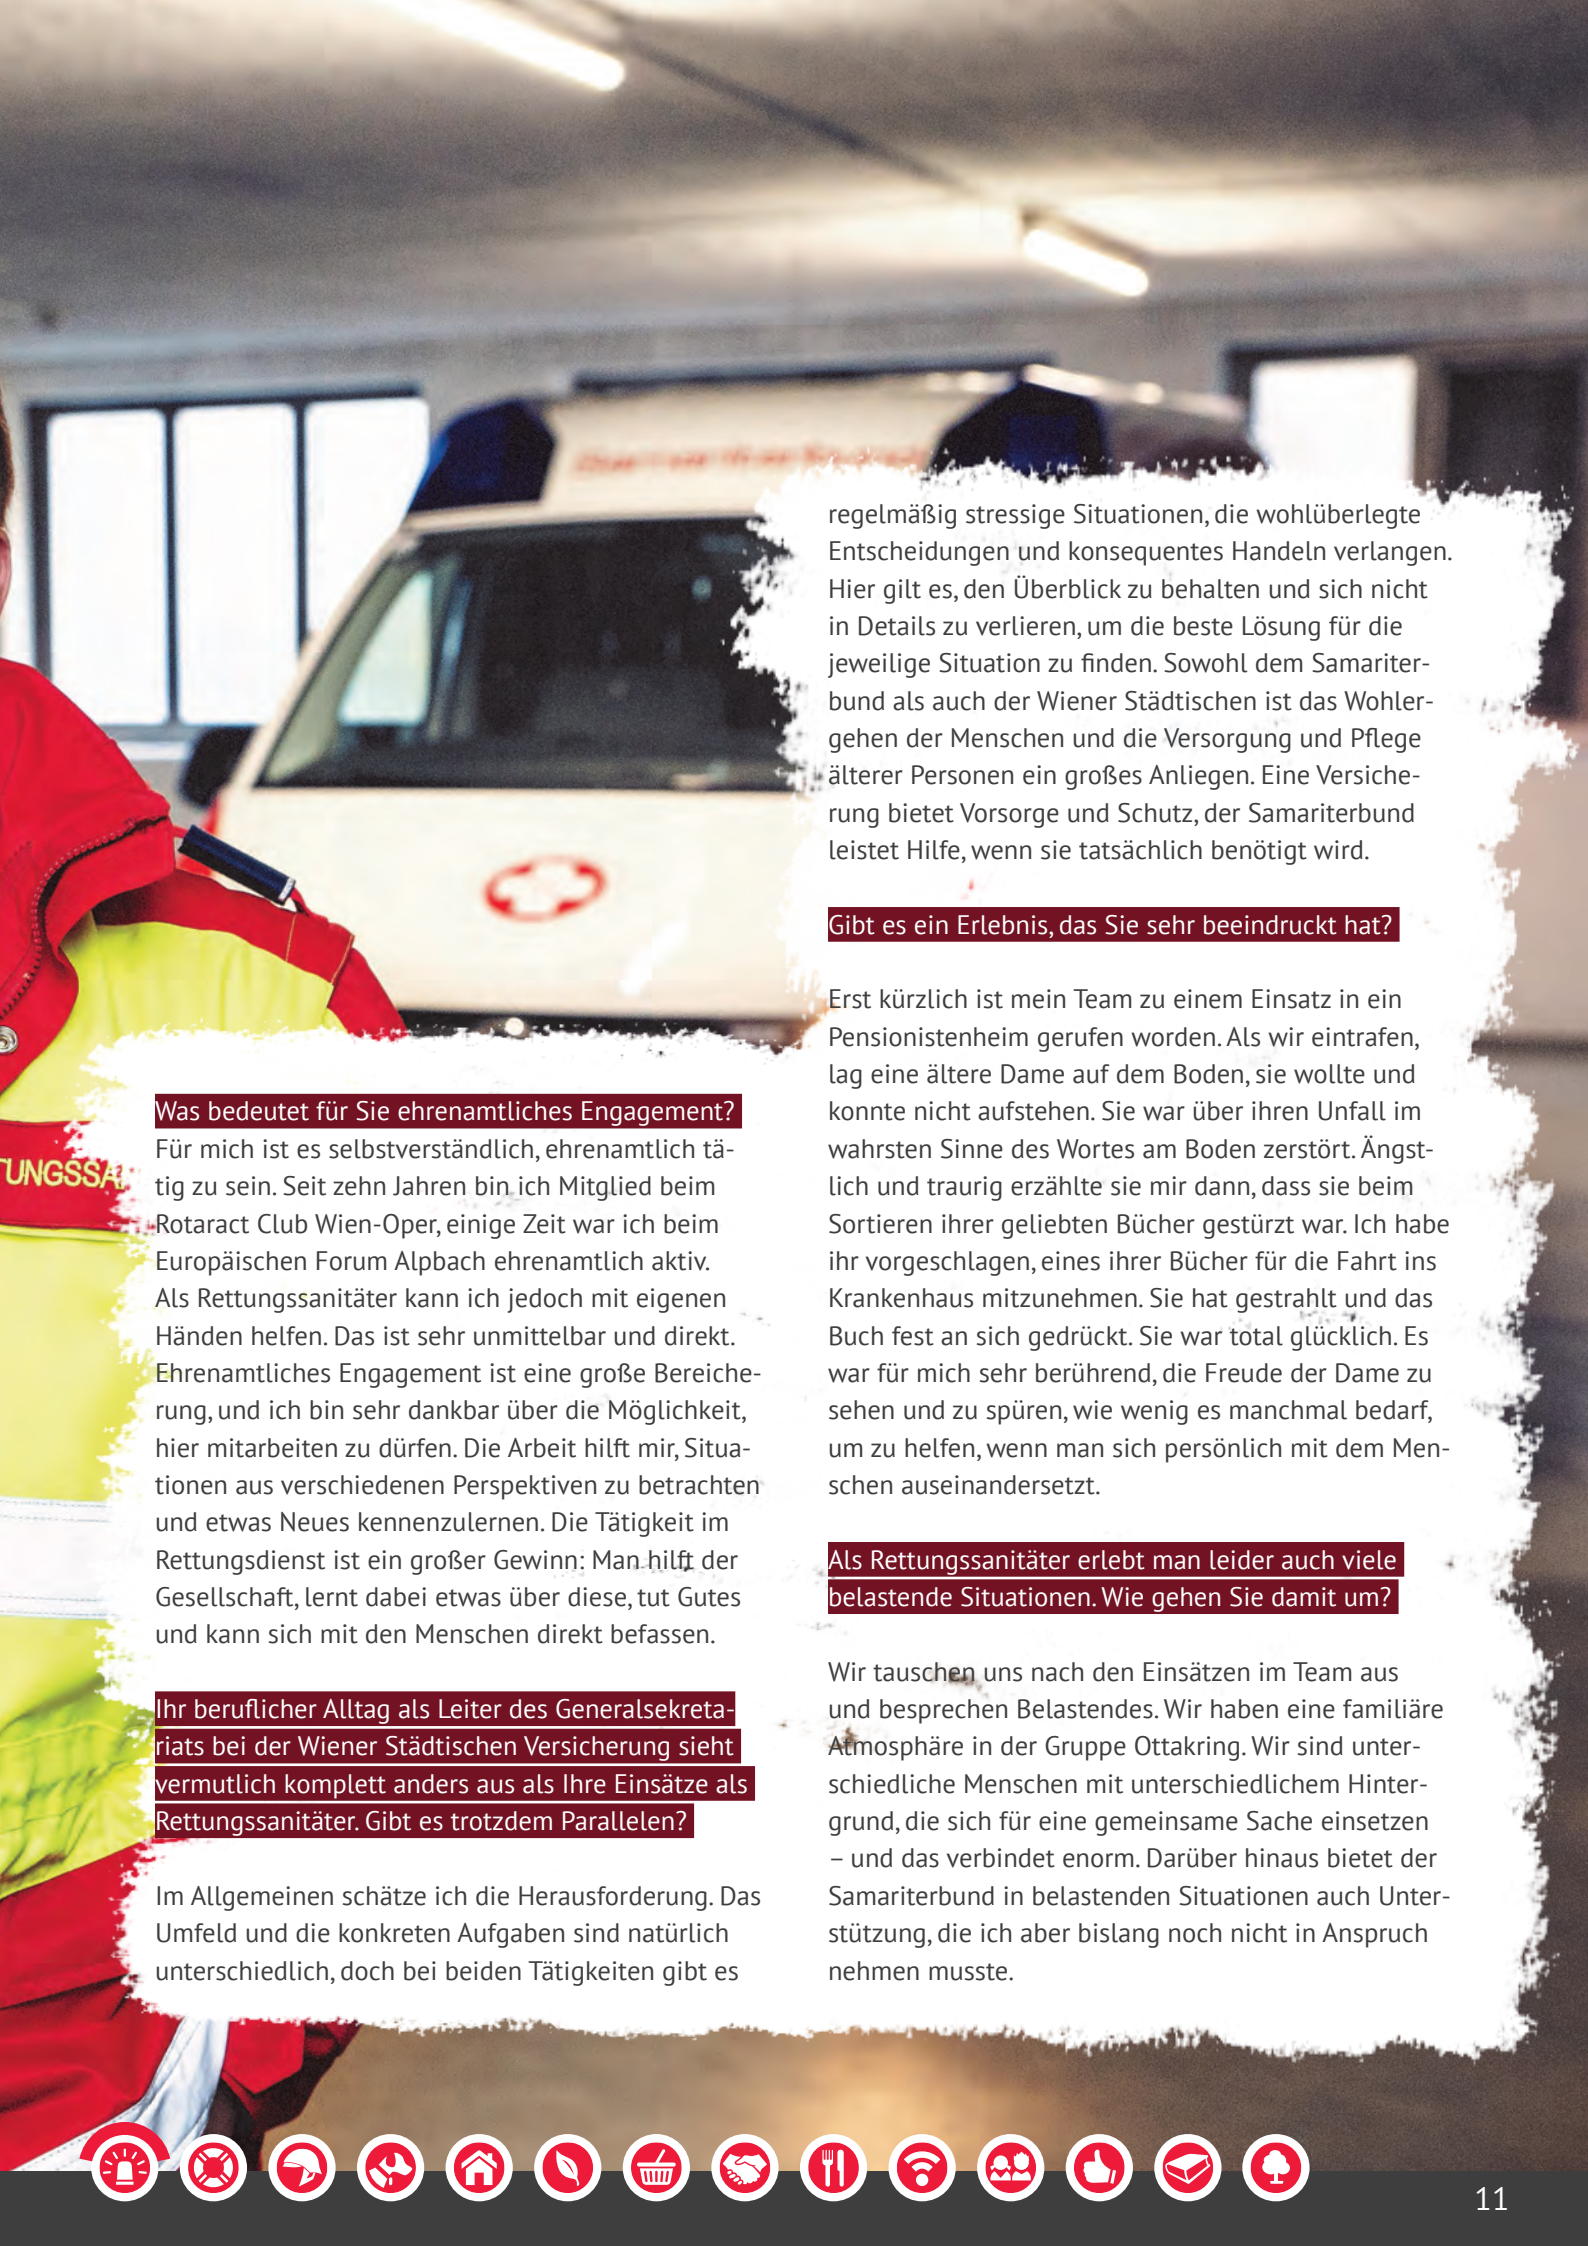 TUNGSSA
Was bedeutet für Sie ehrenamtliches Engagement?
Für mich ist es selbstverständlich, ehrenamtlich tä-
tig zu sein. Seit zehn Jahren bin ich Mitglied beim
Rotaract Club Wien-Oper, einige Zeit war ich beim
Europäischen Forum Alpbach ehrenamtlich aktiv.
Als Rettungssanitäter kann ich jedoch mit eigenen
Händen helfen. Das ist sehr unmittelbar und direkt.
Ehrenamtliches Engagement ist eine große Bereiche-
rung, und ich bin sehr dankbar über die Möglichkeit,
hier mitarbeiten zu dürfen. Die Arbeit hilft mir, Situa-
tionen aus verschiedenen Perspektiven zu betrachten
und etwas Neues kennenzulernen. Die Tätigkeit im
Rettungsdienst ist ein großer Gewinn: Man hilft der
Gesellschaft, lernt dabei etwas über diese, tut Gutes
und kann sich mit den Menschen direkt befassen.
Ihr beruflicher Alltag als Leiter des Generalsekreta-
riats bei der Wiener Städtischen Versicherung sieht
vermutlich komplett anders aus als Ihre Einsätze als
Rettungssanitäter. Gibt es trotzdem Parallelen?
Im Allgemeinen schätze ich die Herausforderung. Das
Umfeld und die konkreten Aufgaben sind natürlich
unterschiedlich, doch bei beiden Tätigkeiten gibt es
regelmäßig stressige Situationen, die wohlüberlegte
Entscheidungen und konsequentes Handeln verlangen.
Hier gilt es, den Überblick zu behalten und sich nicht
in Details zu verlieren, um die beste Lösung für die
jeweilige Situation zu finden. Sowohl dem Samariter-
bund als auch der Wiener Städtischen ist das Wohler-
gehen der Menschen und die Versorgung und Pflege
älterer Personen ein großes Anliegen. Eine Versiche-
rung bietet Vorsorge und Schutz, der Samariterbund
leistet Hilfe, wenn sie tatsächlich benötigt wird.
Gibt es ein Erlebnis, das Sie sehr beeindruckt hat?
Erst kürzlich ist mein Team zu einem Einsatz in ein
Pensionistenheim gerufen worden. Als wir eintrafen,
lag eine ältere Dame auf dem Boden, sie wollte und
konnte nicht aufstehen. Sie war über ihren Unfall im
wahrsten Sinne des Wortes am Boden zerstört. Ängst-
lich und traurig erzählte sie mir dann, dass sie beim
Sortieren ihrer geliebten Bücher gestürzt war. Ich habe
ihr vorgeschlagen, eines ihrer Bücher für die Fahrt ins
Krankenhaus mitzunehmen. Sie hat gestrahlt und das
Buch fest an sich gedrückt. Sie war total glücklich. Es
war für mich sehr berührend, die Freude der Dame zu
sehen und zu spüren, wie wenig es manchmal bedarf,
um zu helfen, wenn man sich persönlich mit dem Men-
schen auseinandersetzt.
Als Rettungssanitäter erlebt man leider auch viele
belastende Situationen. Wie gehen Sie damit um?
Wir tauschen uns nach den Einsätzen im Team aus
und besprechen Belastendes. Wir haben eine familiäre
Atmosphäre in der Gruppe Ottakring. Wir sind unter-
schiedliche Menschen mit unterschiedlichem Hinter-
grund, die sich für eine gemeinsame Sache einsetzen
– und das verbindet enorm. Darüber hinaus bietet der
Samariterbund in belastenden Situationen auch Unter-
stützung, die ich aber bislang noch nicht in Anspruch
nehmen musste.
11